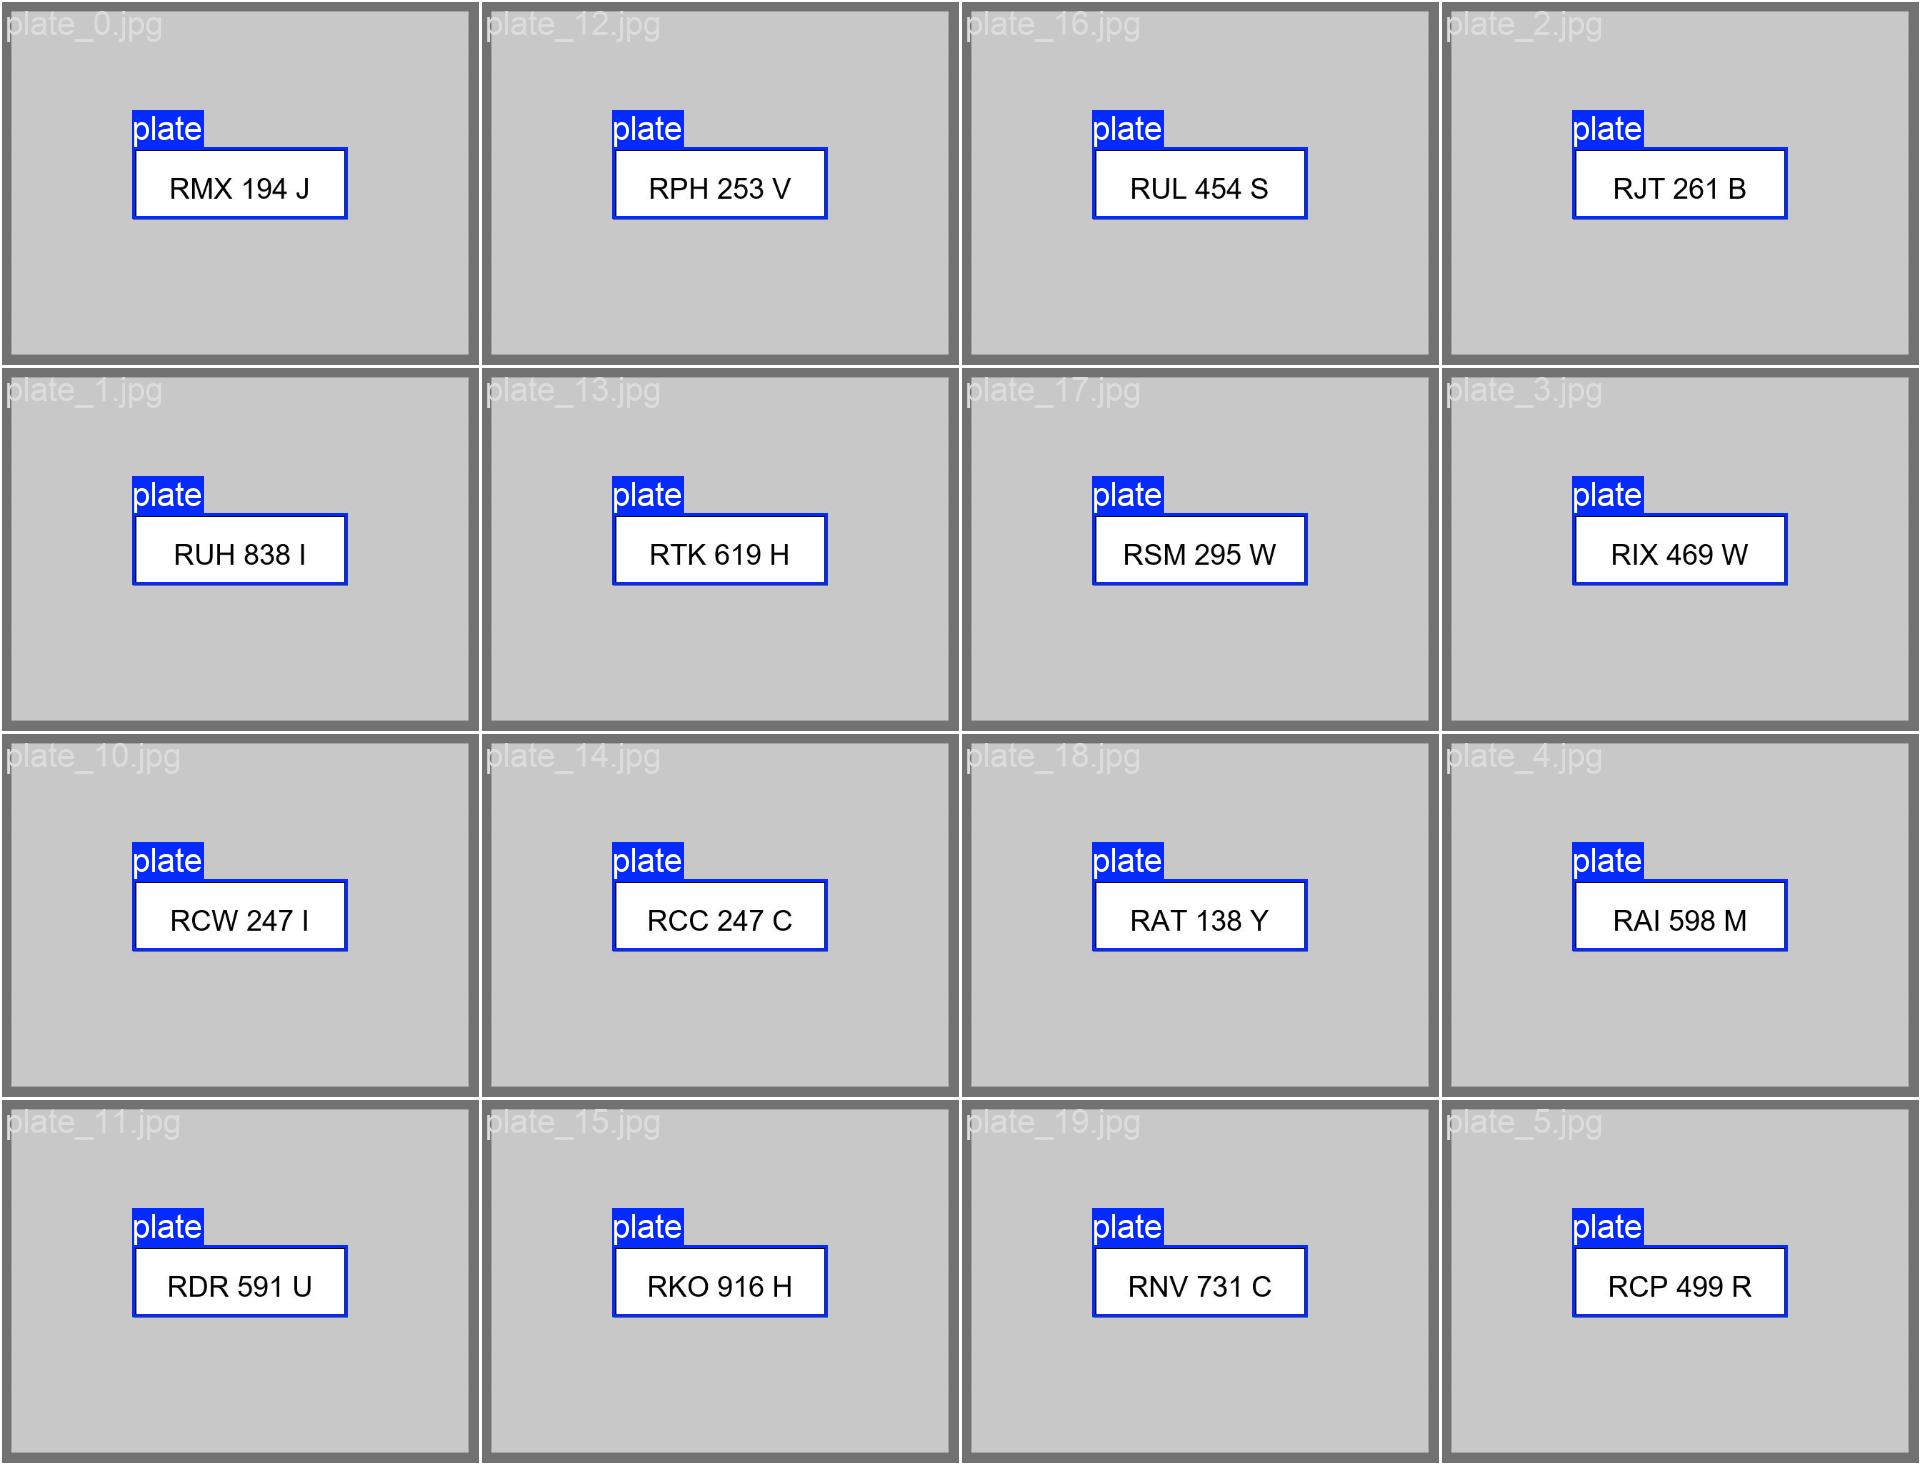 plate_0.jpg
plate
RMX 194 J
plate_12.jpg
plate
RPH 253 V
plate_16.jpg
plate
RUL 454 S
plate_2.jpg
plate
RJT 261 B
plate_1.jpg
plate
RUH 838 I
plate_13.jpg
plate
RTK 619 H
plate_17.jpg
plate
RSM 295 W
plate_3.jpg
plate
RIX 469 W
plate_10.jpg
plate
RCW 247 I
plate_14.jpg
plate
RCC 247 C
plate_18.jpg
plate
RAT 138 Y
plate_4.jpg
plate
RAI 598 M
plate_11.jpg
plate
RDR 591 U
plate_15.jpg
plate
RKO 916 H
plate_19.jpg
plate
RNV 731 C
plate_5.jpg
plate
RCP 499 R